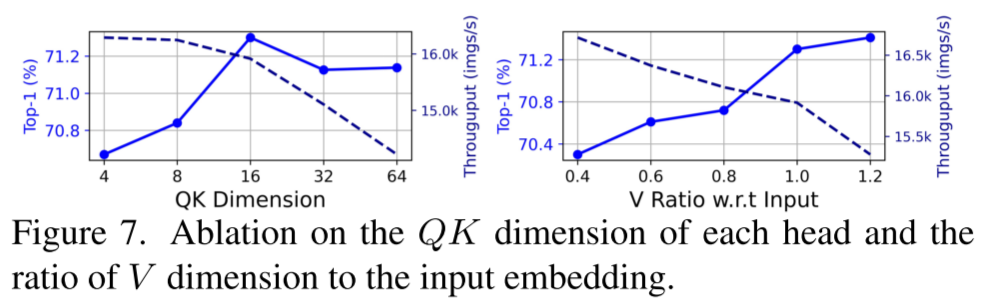 Top-1 (%)
71.2
71.0
70.8
4 8 16 32 64
QK Dimension
16.0k
15.0k
Througuput (imgs/s)
Top-1 (%)
71.2
70.8
70.4
0.4 0.6 0.8 1.0 1.2
V Ratio w.r.t Input
16.5k
16.0k
15.5k
Througuput (imgs/s)
Figure 7. Ablation on the QK dimension of each head and the
ratio of V dimension to the input embedding.